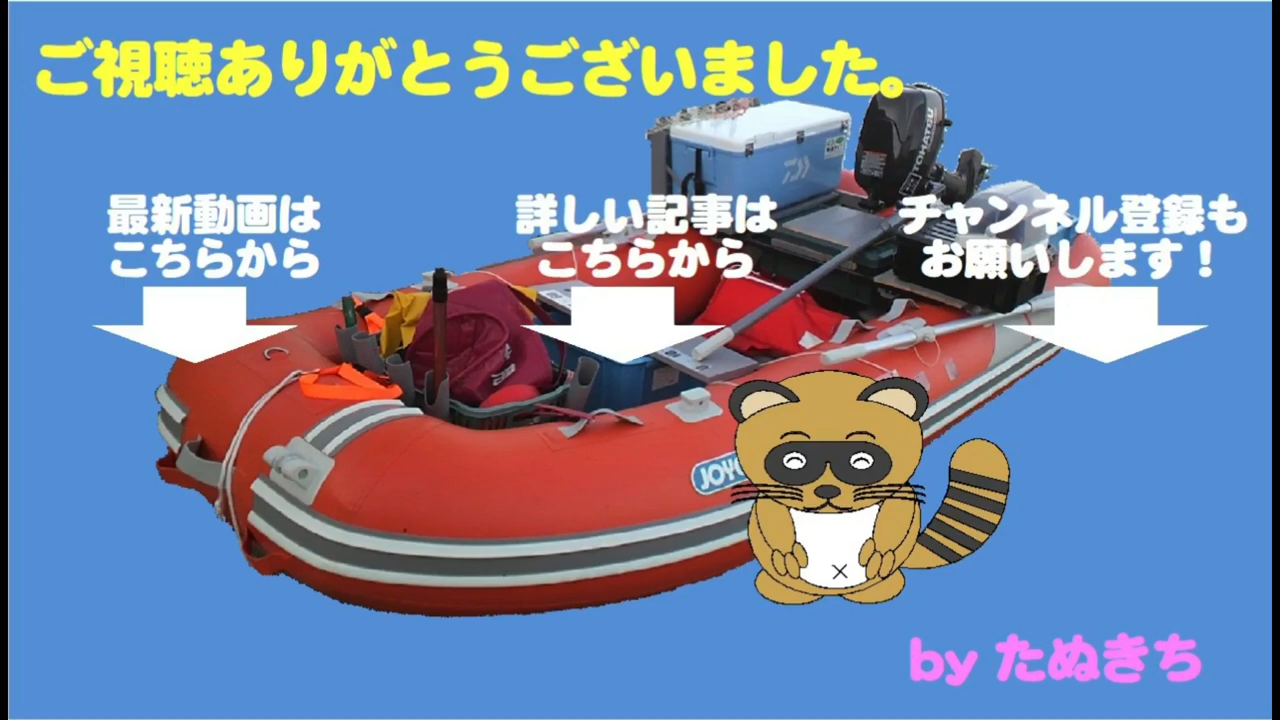 ご視聴ありがとうございました。
最新動画は
こちらから
詳しい記事は
こちらから
チャンネル登録も
お願いします！
TOHATSU
by たぬきち